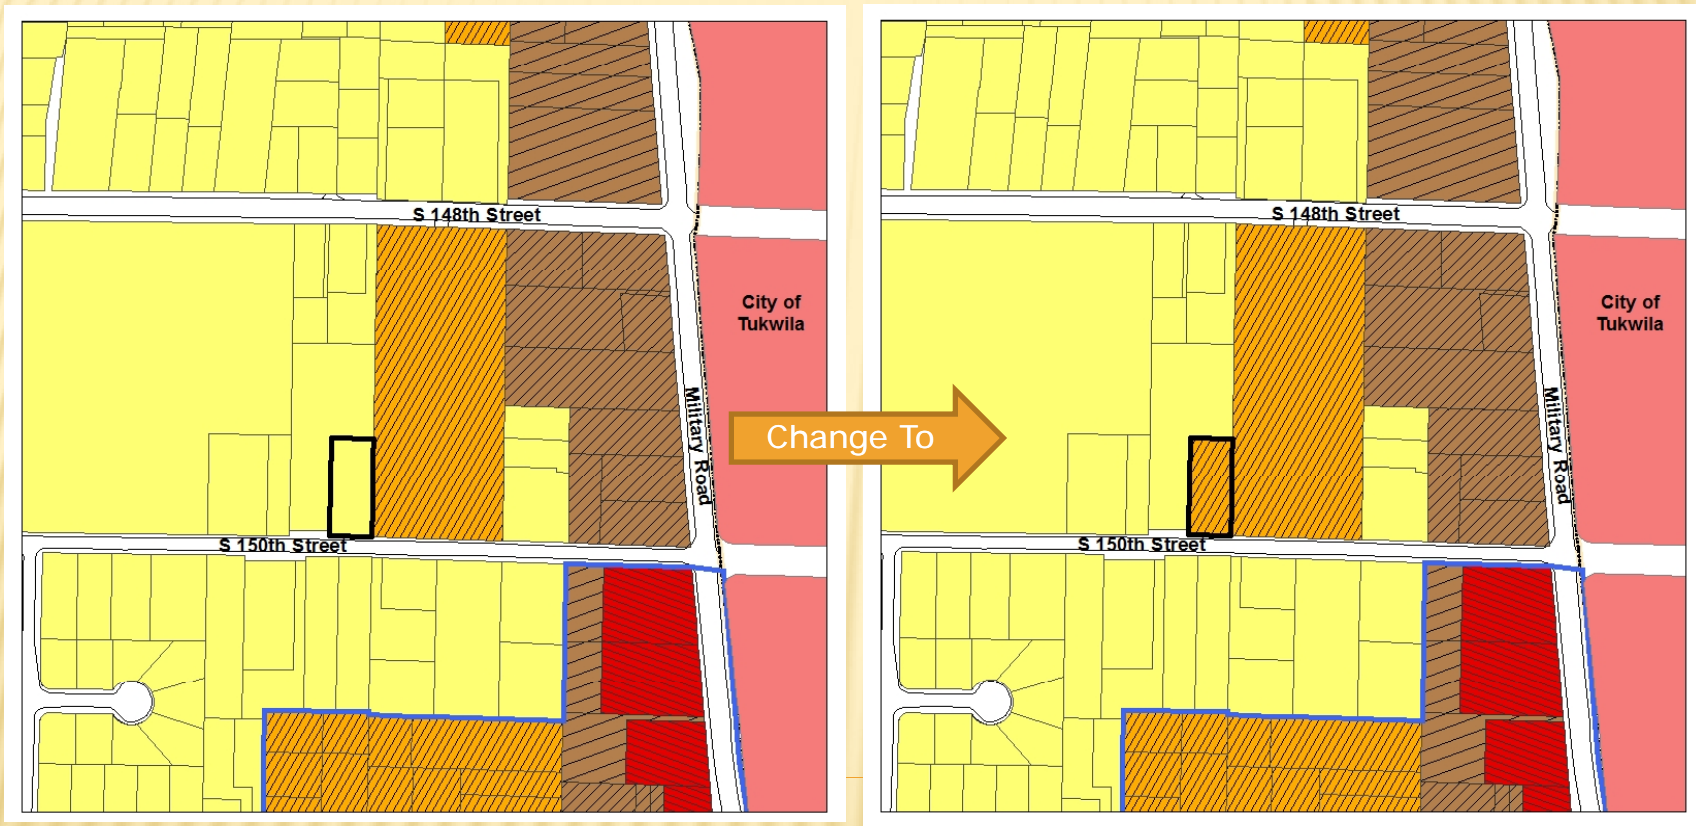 S 148th Street
City of
Tukwila
Military Road
S 150th Street
Change To
S 148th Street
City of
Tukwila
Military Road
S 150th Street